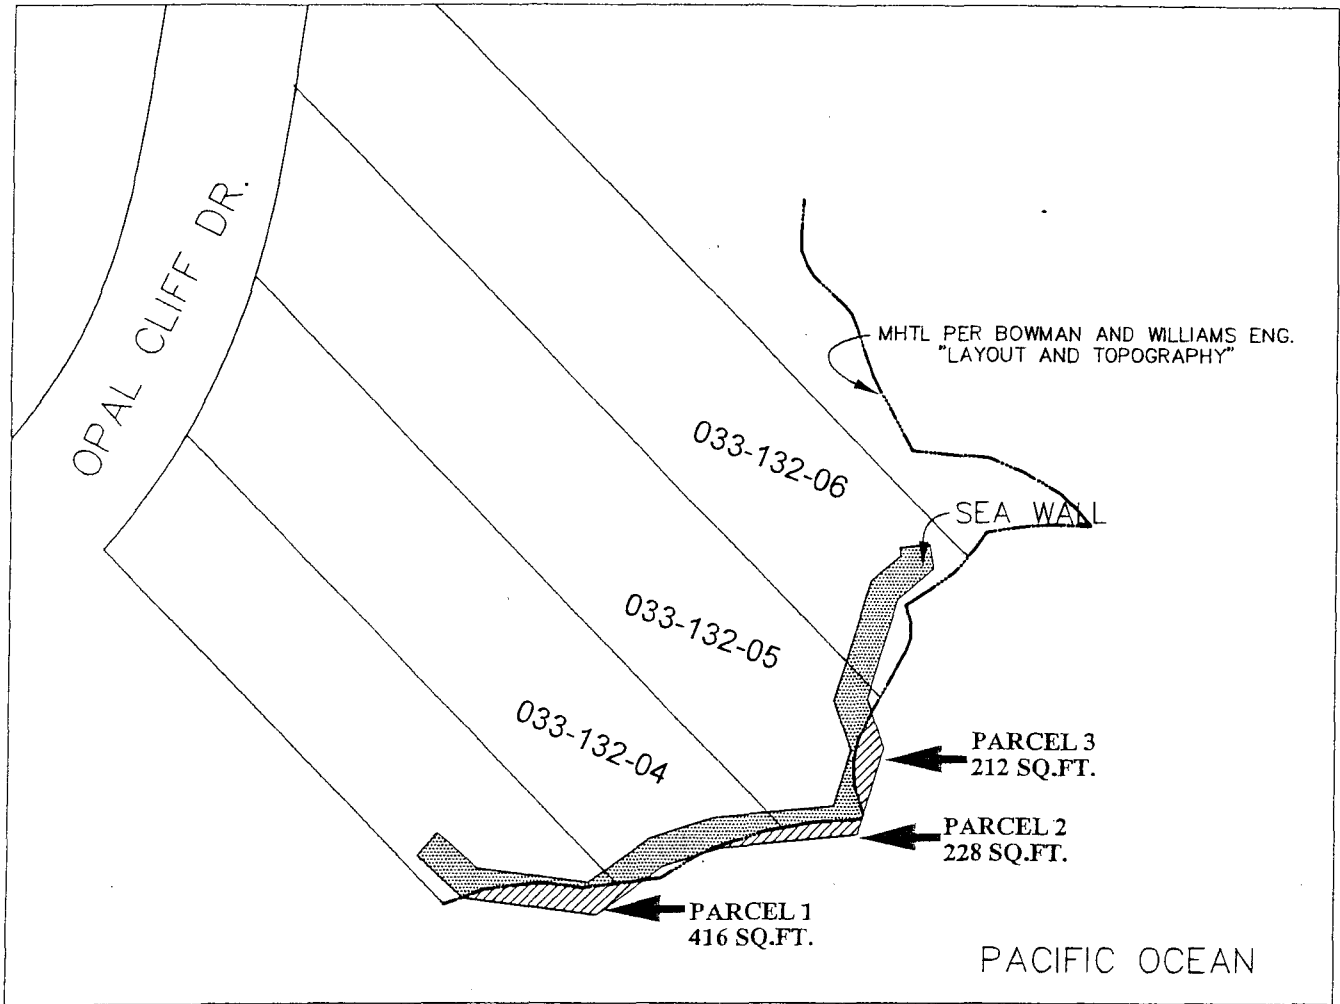 OPAL CLIFF DR.
MHTL PER BOWMAN AND WILLIAMS ENG.
"LAYOUT AND TOPOGRAPHY"
033-132-06
SEA WALL
033-132-05
033-132-04
PARCEL 3
212 SQ.FT.
PARCEL 2
228 SQ.FT.
PARCEL 1
416 SQ.FT.
PACIFIC OCEAN